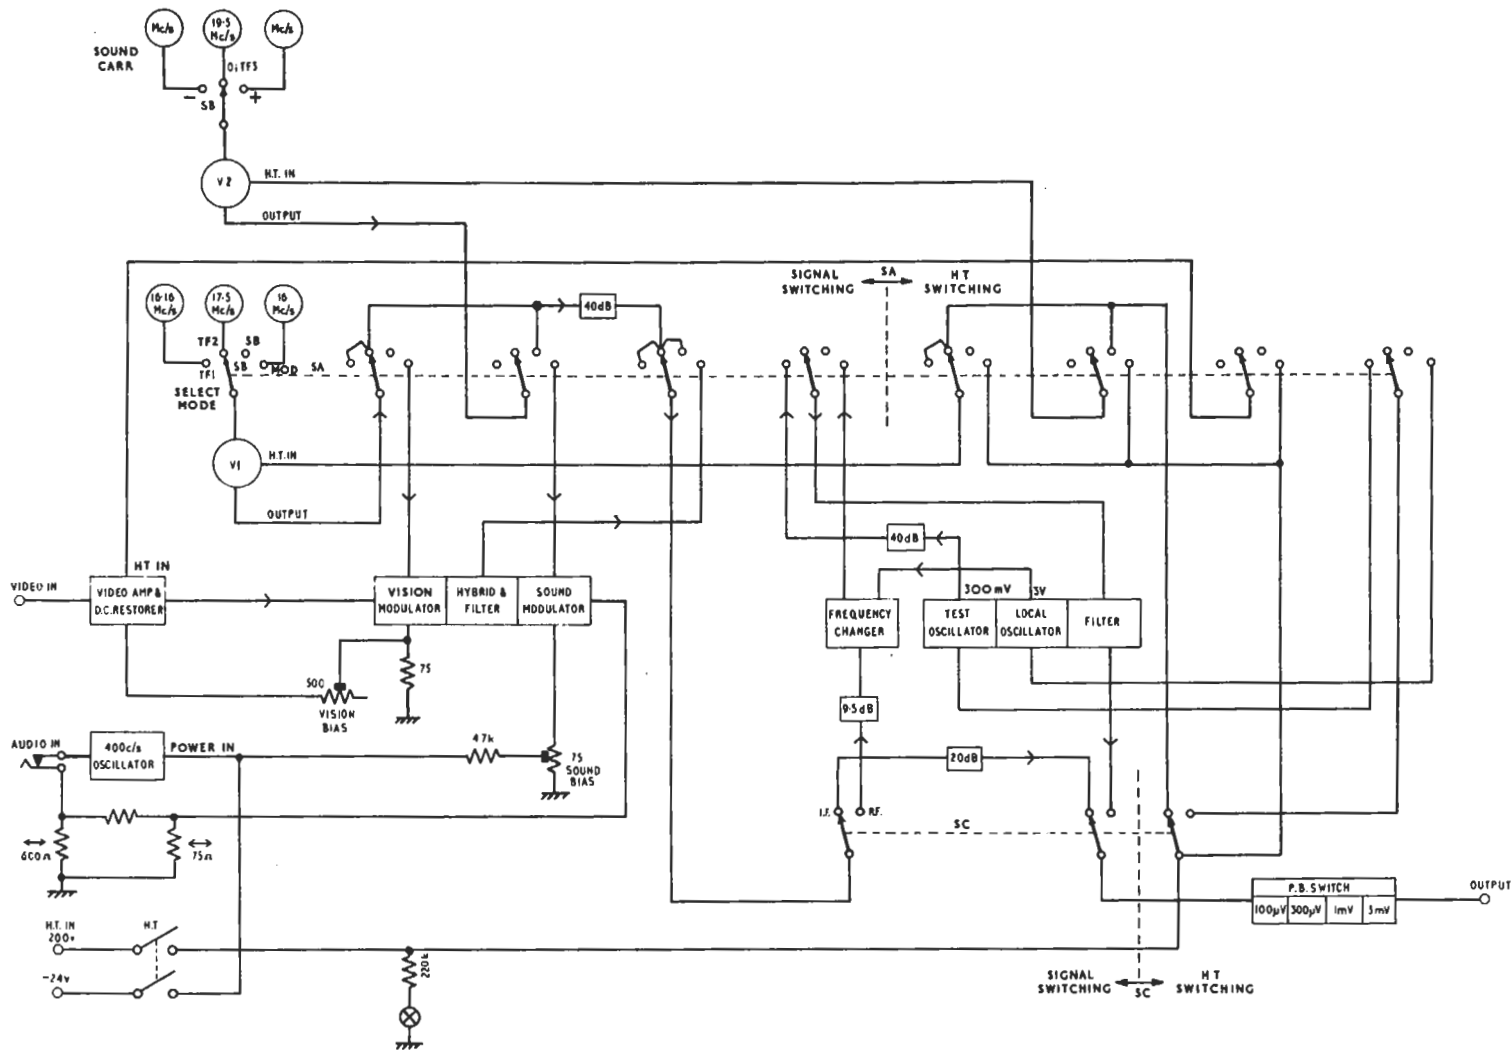 Mc/s
19·5
Mc/s
Mc/s
SOUND
CARR
0;TF3
− SB +
V2
H.T. IN
OUTPUT
SIGNAL
SWITCHING
SA
HT
SWITCHING
16·16
Mc/s
17·5
Mc/s
16
Mc/s
40dB
TF2
SB
TF1
SB
MOD
SA
SELECT
MODE
V1
H.T. IN
OUTPUT
40dB
HT IN
VIDEO IN
VIDEO AMP &
D.C. RESTORER
VISION
MODULATOR
HYBRID &
FILTER
SOUND
MODULATOR
300mV
3V
FREQUENCY
CHANGER
TEST
OSCILLATOR
LOCAL
OSCILLATOR
FILTER
500
VISION
BIAS
75
9·5dB
AUDIO IN
400c/s
OSCILLATOR
POWER IN
47k
75
SOUND
BIAS
20dB
I.F.
R.F.
SC
600Ω
75Ω
P.B. SWITCH
100μV
300μV
1mV
3mV
OUTPUT
H.T. IN
200v
H.T
−24v
220k
SIGNAL
SWITCHING
SC
HT
SWITCHING